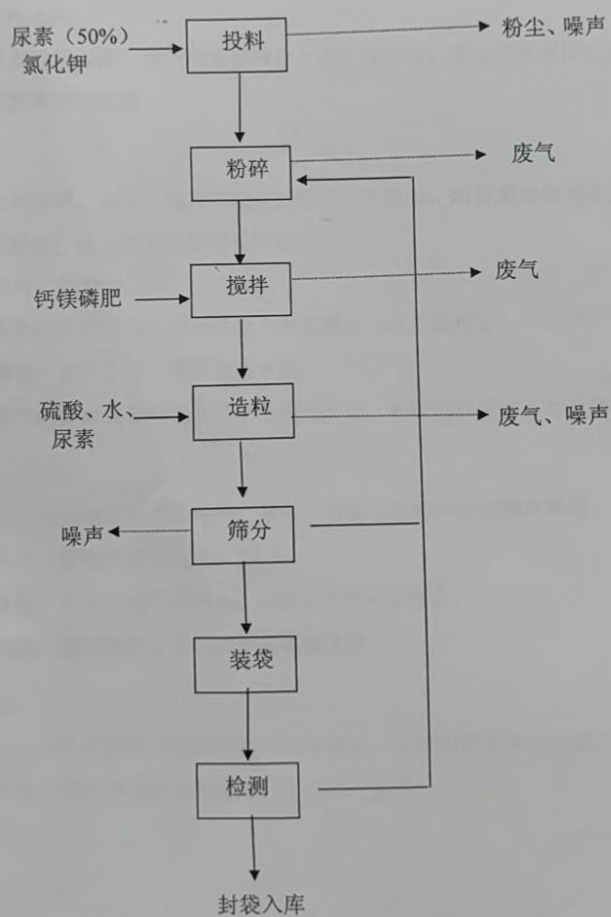 尿素（50%）
氯化钾
投料
粉尘、噪声
粉碎
废气
钙镁磷肥
搅拌
废气
硫酸、水、
尿素
造粒
废气、噪声
噪声
筛分
装袋
检测
封袋入库